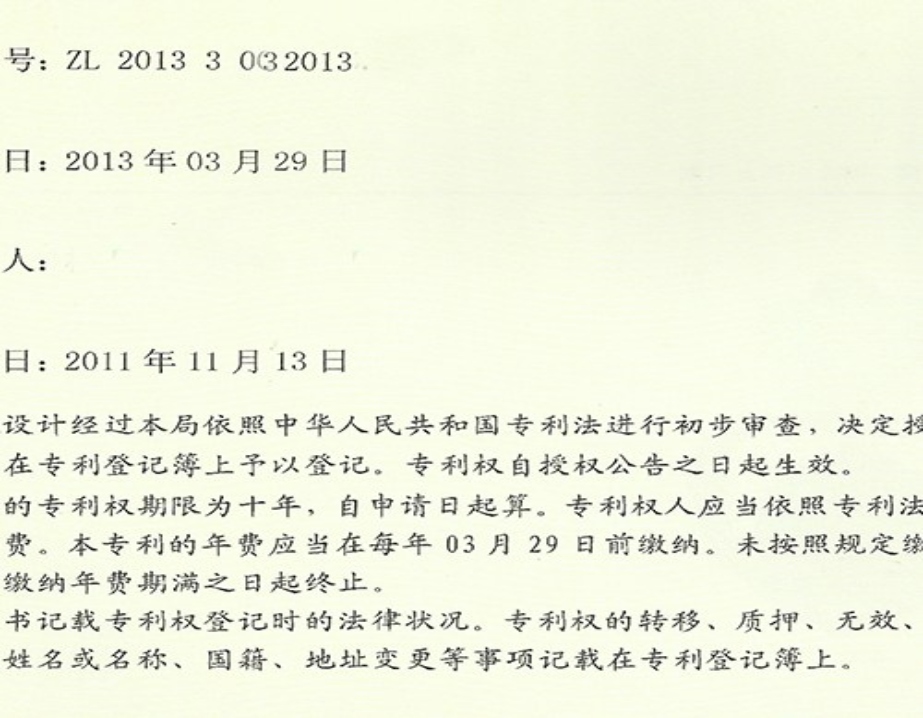 号：ZL 2013 3 0032013
日：2013 年 03 月 29 日
人：
日：2011 年 11 月 13 日
设计经过本局依照中华人民共和国专利法进行初步审查，决定授
在专利登记簿上予以登记。专利权自授权公告之日起生效。
的专利权期限为十年，自申请日起算。专利权人应当依照专利法
费。本专利的年费应当在每年 03 月 29 日前缴纳。未按照规定缴
缴纳年费期满之日起终止。
书记载专利权登记时的法律状况。专利权的转移、质押、无效、
姓名或名称、国籍、地址变更等事项记载在专利登记簿上。